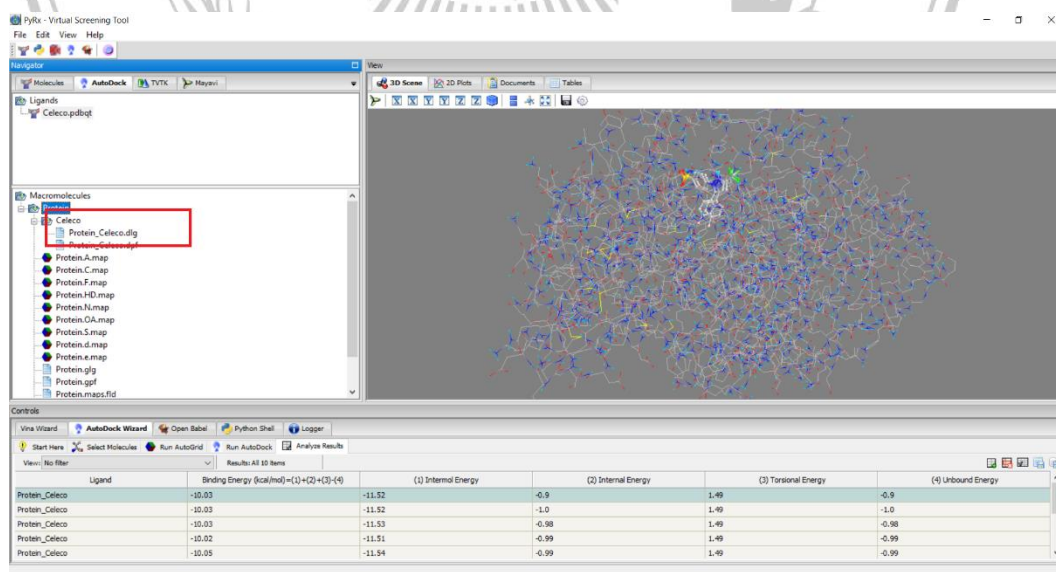 PyRx - Virtual Screening Tool
File Edit View Help
Navigator
View
Molecules AutoDock TVTK Mayavi
3D Scene 2D Plots Documents Tables
X X Y Y Z Z
Ligands
Celeco.pdbqt
Macromolecules
Protein
Celeco
Protein_Celeco.dlg
Protein_Celeco.dpf
Protein.A.map
Protein.C.map
Protein.F.map
Protein.HD.map
Protein.N.map
Protein.OA.map
Protein.S.map
Protein.d.map
Protein.e.map
Protein.glg
Protein.gpf
Protein.maps.fld
Controls
Vina Wizard AutoDock Wizard Open Babel Python Shell Logger
Start Here Select Molecules Run AutoGrid Run AutoDock Analyze Results
View: No filter Results: All 10 items
Ligand Binding Energy (kcal/mol)=(1)+(2)+(3)-(4) (1) Intermol Energy (2) Internal Energy (3) Torsional Energy (4) Unbound Energy
Protein_Celeco -10.03 -11.52 -0.9 1.49 -0.9
Protein_Celeco -10.03 -11.52 -1.0 1.49 -1.0
Protein_Celeco -10.03 -11.53 -0.98 1.49 -0.98
Protein_Celeco -10.02 -11.51 -0.99 1.49 -0.99
Protein_Celeco -10.05 -11.54 -0.99 1.49 -0.99